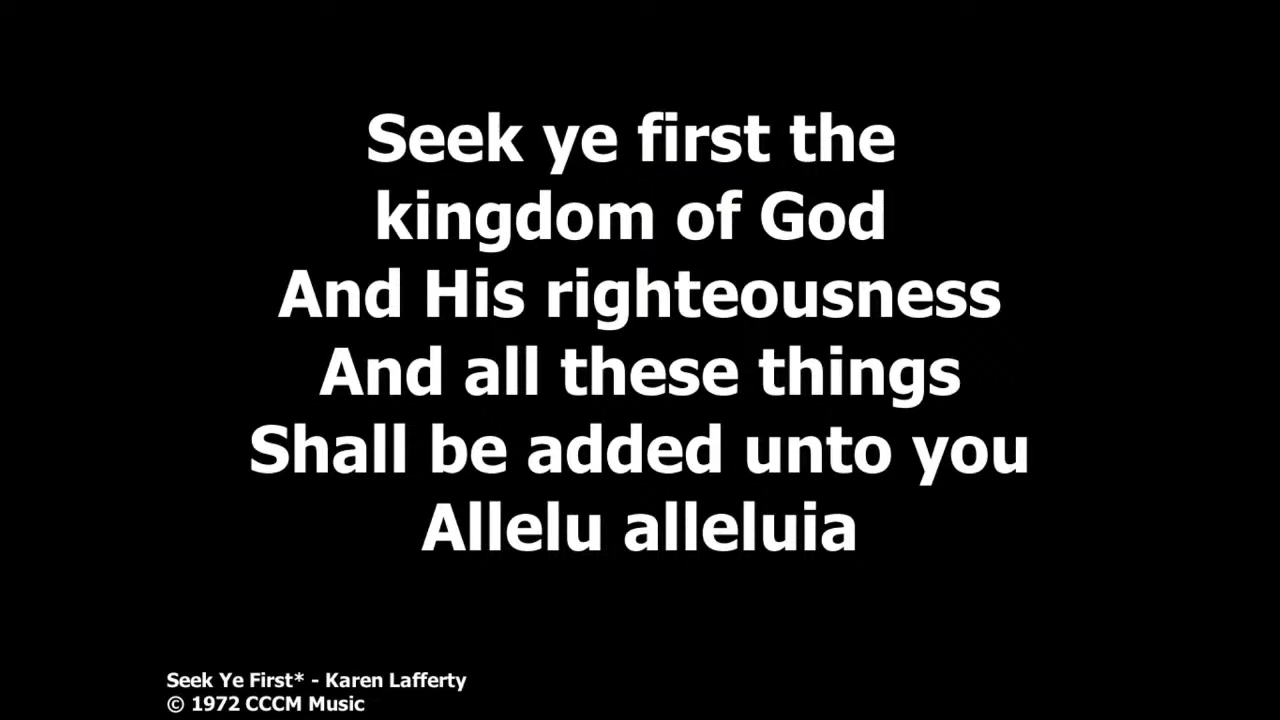 Seek ye first the
kingdom of God
And His righteousness
And all these things
Shall be added unto you
Allelu alleluia
Seek Ye First* - Karen Lafferty
© 1972 CCCM Music